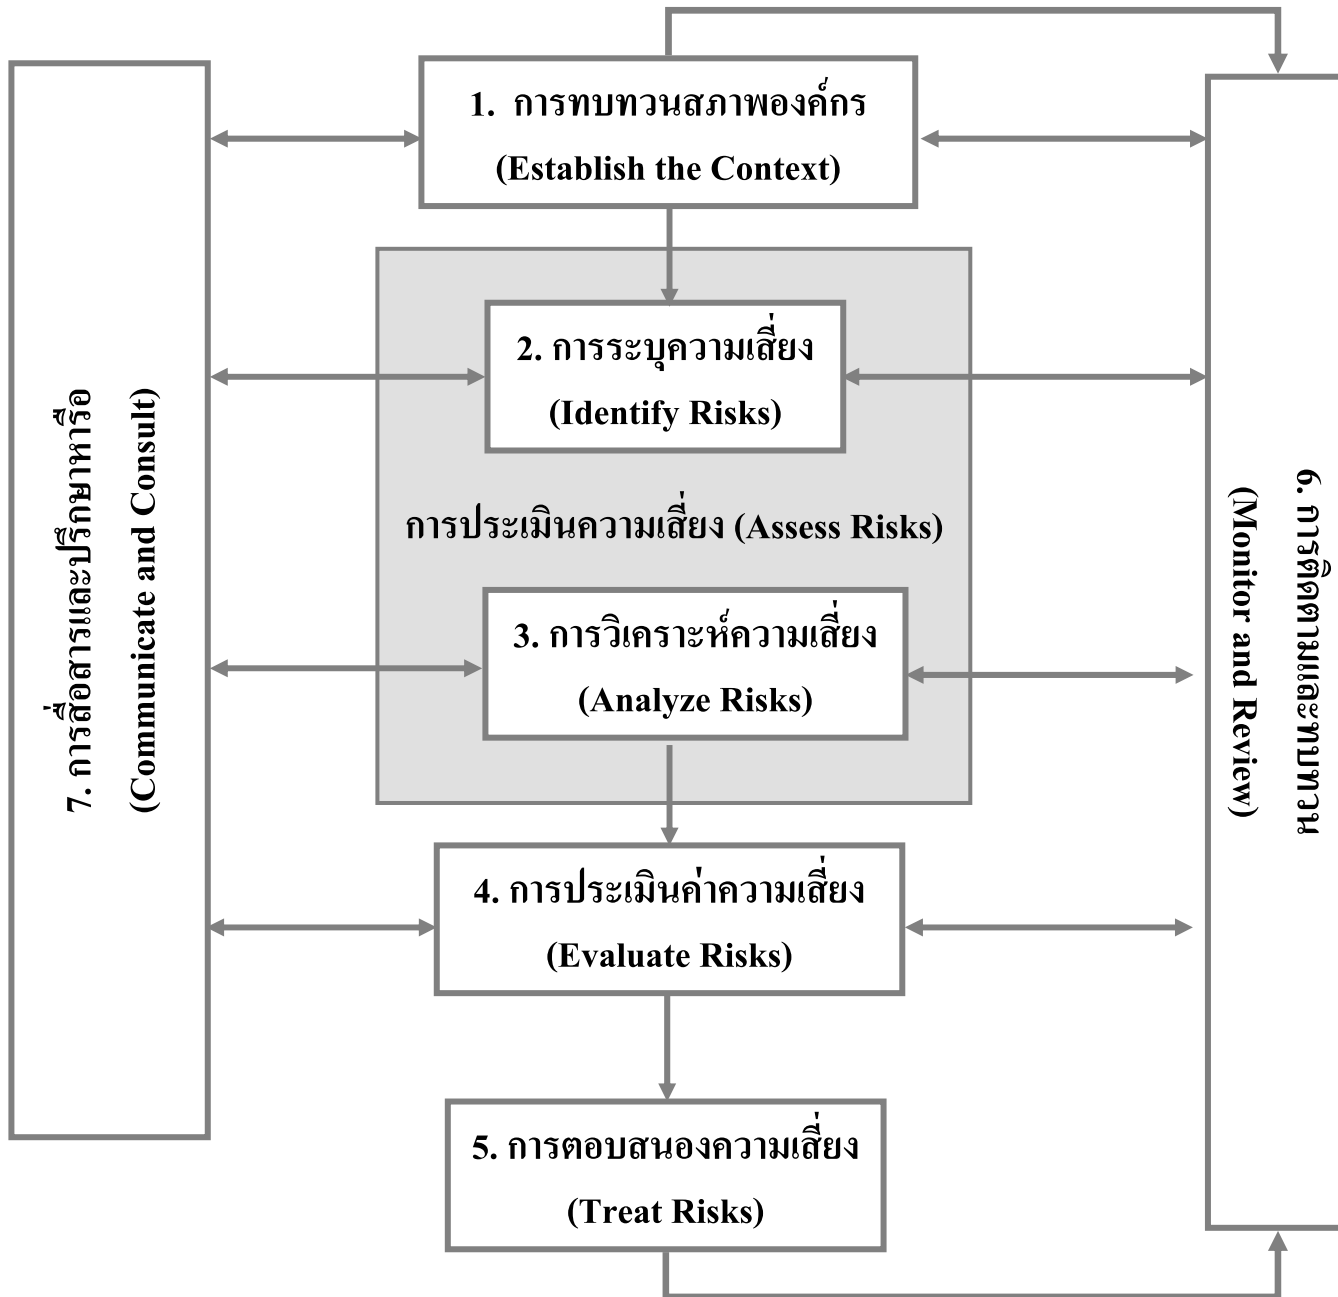 1. การทบทวนสภาพองค์กร
(Establish the Context)
2. การระบุความเสี่ยง
(Identify Risks)
การประเมินความเสี่ยง (Assess Risks)
3. การวิเคราะห์ความเสี่ยง
(Analyze Risks)
4. การประเมินค่าความเสี่ยง
(Evaluate Risks)
5. การตอบสนองความเสี่ยง
(Treat Risks)
6. การติดตามและทบทวน
(Monitor and Review)
7. การสื่อสารและปรึกษาหารือ
(Communicate and Consult)